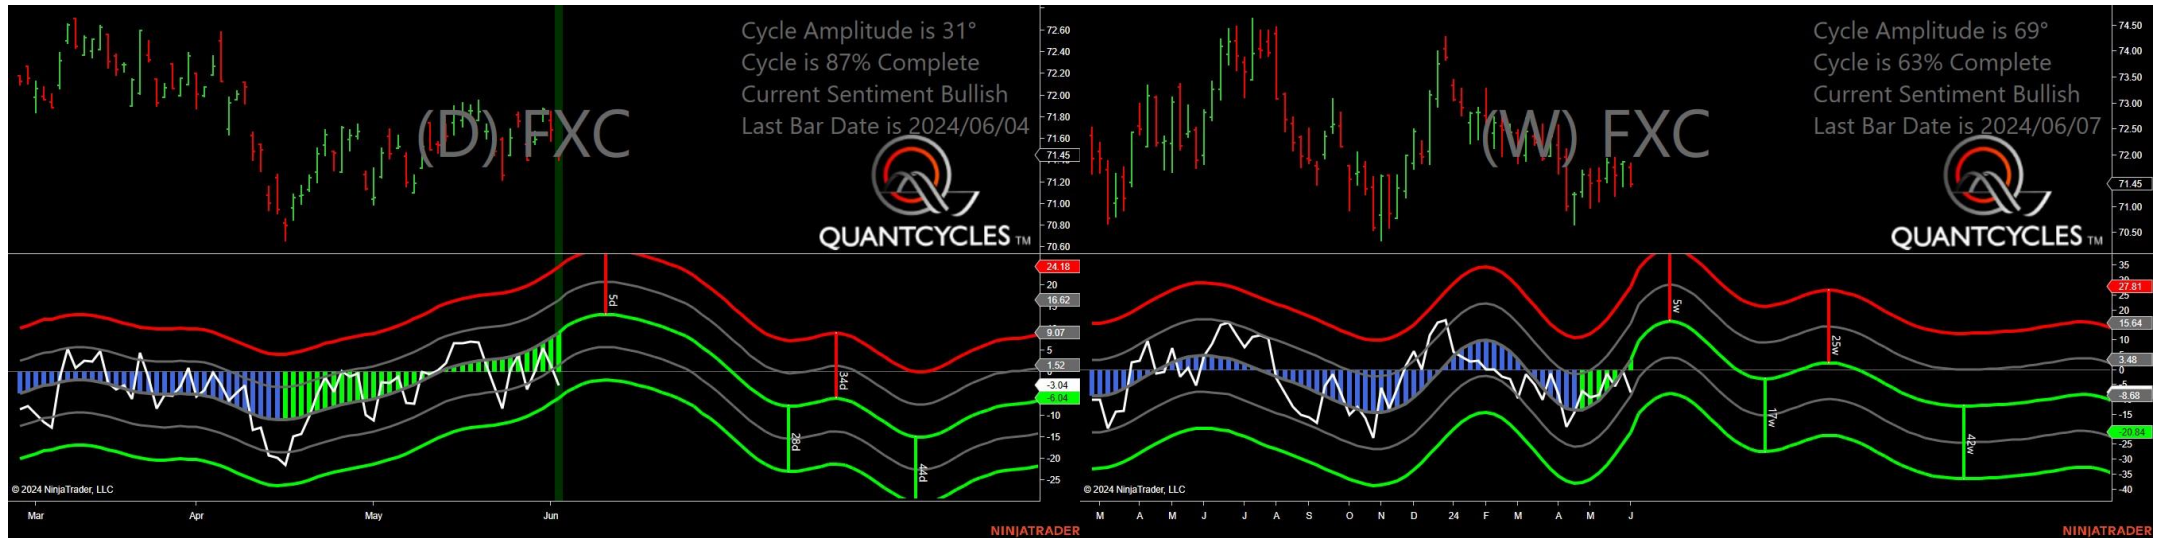 Cycle Amplitude is 31°
Cycle is 87% Complete
Current Sentiment Bullish
Last Bar Date is 2024/06/04
(D) FXC
QUANTCYCLES TM
72.60
72.40
72.20
72.00
71.80
71.60
71.45
71.20
71.00
70.80
70.60
24.18
20
16.62
9.07
5
1.52
-3.04
-6.04
-10
-15
-20
-25
5d
28d
34d
44d
© 2024 NinjaTrader, LLC
Mar Apr May Jun
NINJATRADER
Cycle Amplitude is 69°
Cycle is 63% Complete
Current Sentiment Bullish
Last Bar Date is 2024/06/07
(W) FXC
QUANTCYCLES TM
74.50
74.00
73.50
73.00
72.50
72.00
71.45
71.00
70.50
35
27.81
25
15.64
10
3.48
0
-5
-8.68
-15
-20.84
-25
-30
-35
-40
5w
17w
25w
42w
© 2024 NinjaTrader, LLC
M A M J J A S O N D 24 F M A M J
NINJATRADER